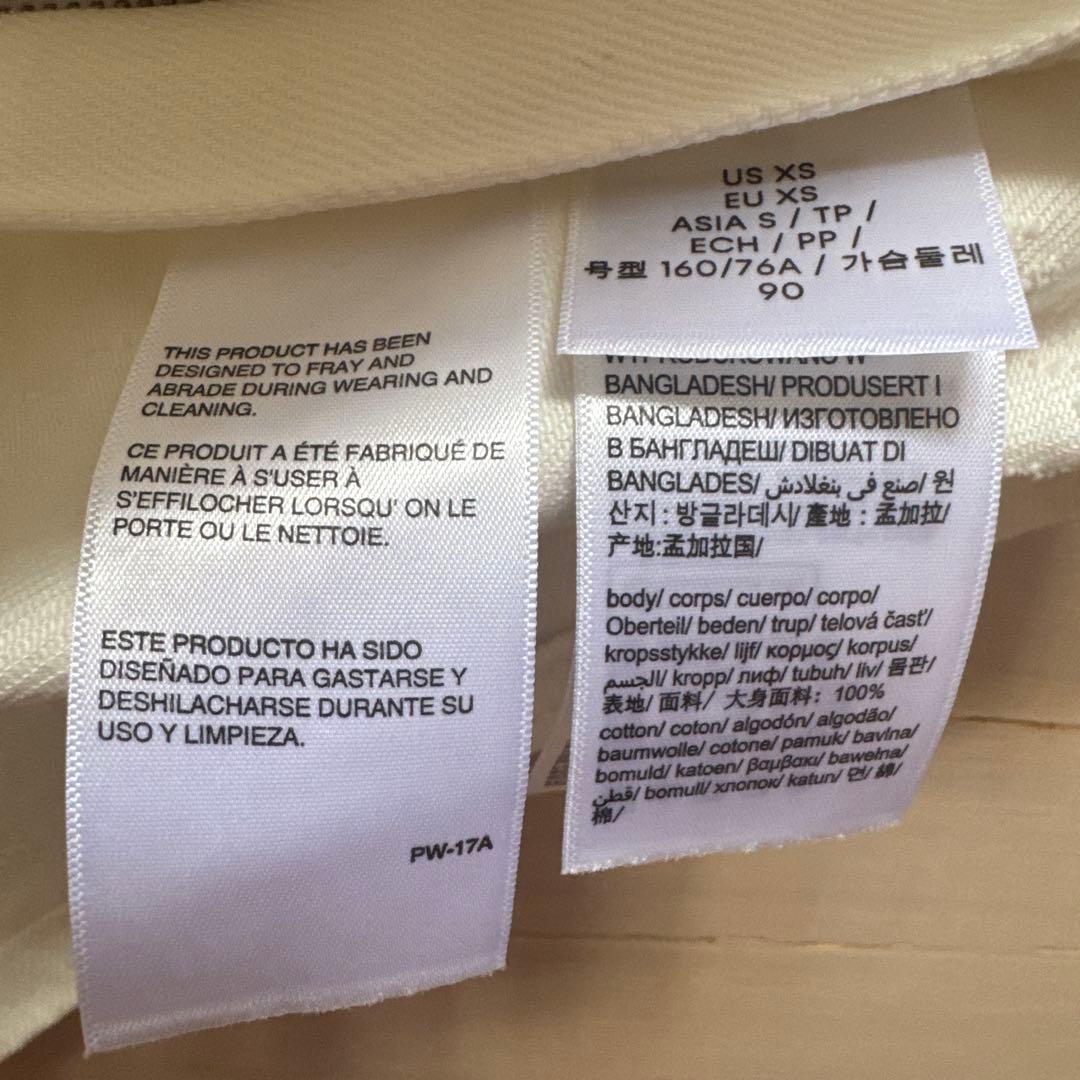 THIS PRODUCT HAS BEEN
DESIGNED TO FRAY AND
ABRADE DURING WEARING AND
CLEANING.
CE PRODUIT A ÉTÉ FABRIQUÉ DE
MANIÈRE À S'USER À
S'EFFILOCHER LORSQU' ON LE
PORTE OU LE NETTOIE.
ESTE PRODUCTO HA SIDO
DISEÑADO PARA GASTARSE Y
DESHILACHARSE DURANTE SU
USO Y LIMPIEZA.
PW-17A
US XS
EU XS
ASIA S / TP /
ECH / PP /
号型 160/76A / 가슴둘레
90
WYPRODUKOWANO W
BANGLADESH/ PRODUSERT I
BANGLADESH/ ИЗГОТОВЛЕНО
В БАНГЛАДЕШ/ DIBUAT DI
BANGLADES/ صنع في بنغلادش/ 원
산지 : 방글라데시/ 產地 : 孟加拉/
产地:孟加拉国/
body/ corps/ cuerpo/ corpo/
Oberteil/ beden/ trup/ telová časť/
kropsstykke/ lijf/ κορμος/ korpus/
الجسم/ kropp/ лиф/ tubuh/ liv/ 몸판/
表地/ 面料/ 大身面料: 100%
cotton/ coton/ algodón/ algodão/
baumwolle/ cotone/ pamuk/ bavlna/
bomuld/ katoen/ βαμβακι/ bawełna/
قطن/ bomull/ хлопок/ katun/ 면/ 綿/
棉/